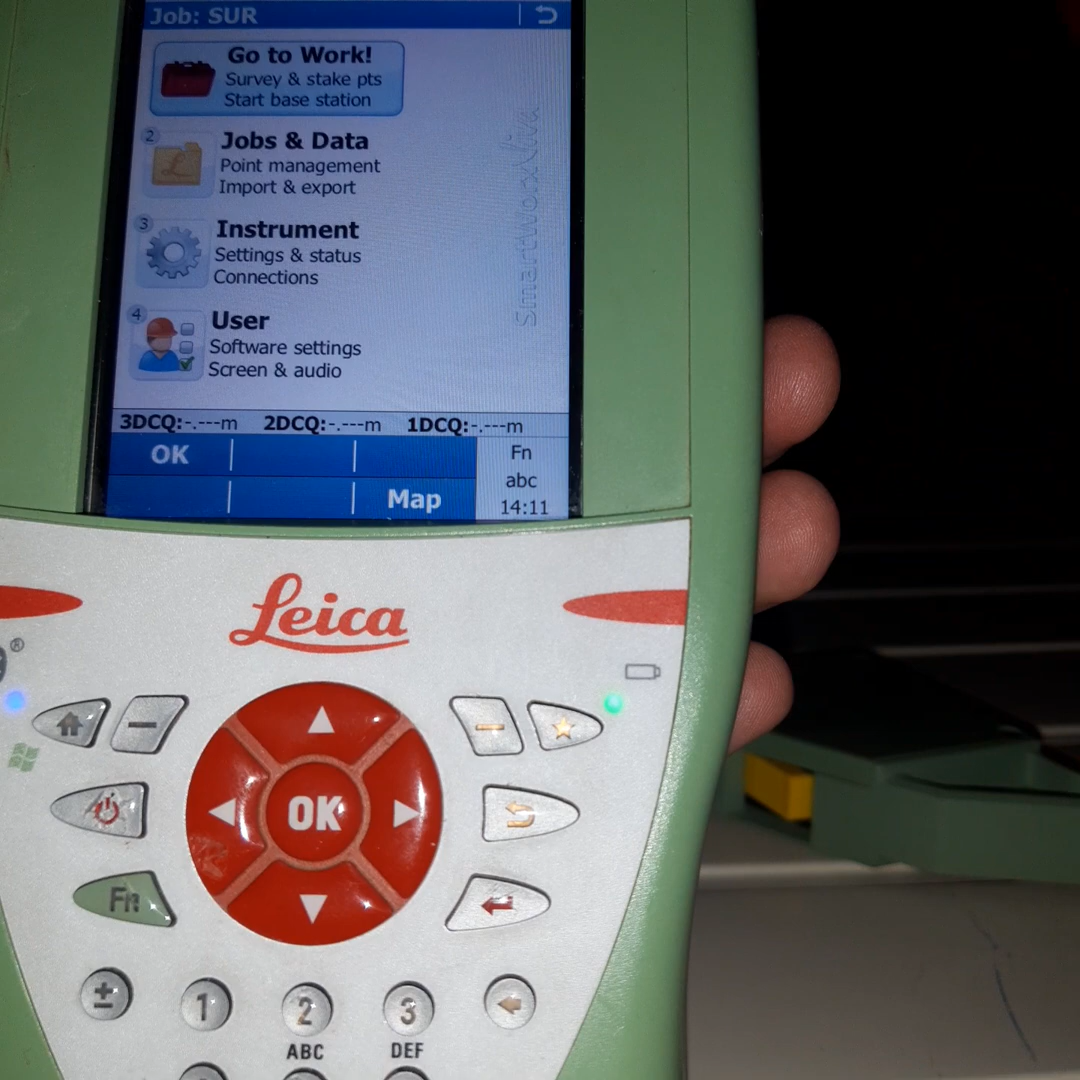 Job: SUR
Go to Work!
Survey & stake pts
Start base station
2
Jobs & Data
Point management
Import & export
3
Instrument
Settings & status
Connections
4
User
Software settings
Screen & audio
SmartWorx Viva
3DCQ:-.---m 2DCQ:-.---m 1DCQ:-.---m
OK
Fn
abc
Map
14:11
Leica
®
OK
Fn
±
1
2
3
ABC
DEF